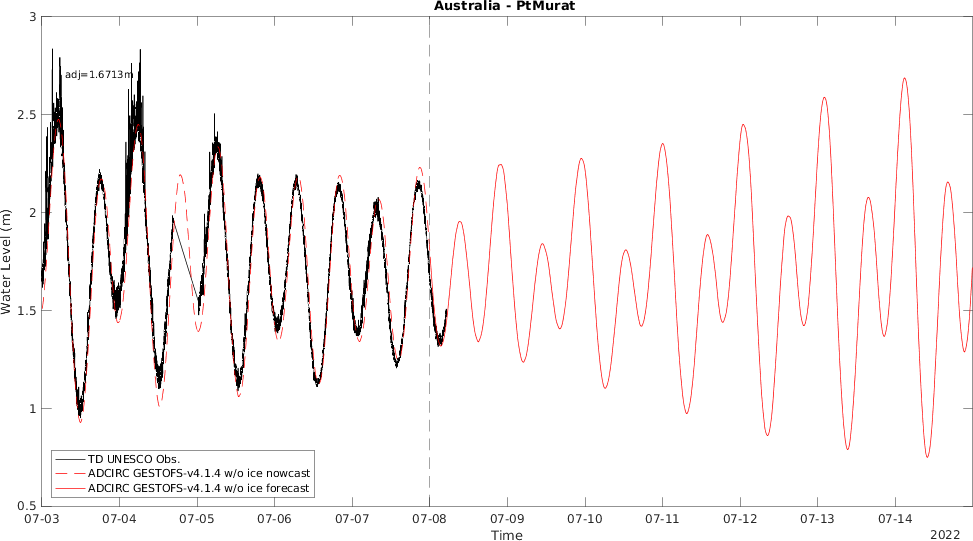 Australia - PtMurat
adj=1.6713m
Water Level (m)
3
2.5
2
1.5
1
0.5
TD UNESCO Obs.
ADCIRC GESTOFS-v4.1.4 w/o ice nowcast
ADCIRC GESTOFS-v4.1.4 w/o ice forecast
07-03 07-04 07-05 07-06 07-07 07-08 07-09 07-10 07-11 07-12 07-13 07-14
Time
2022